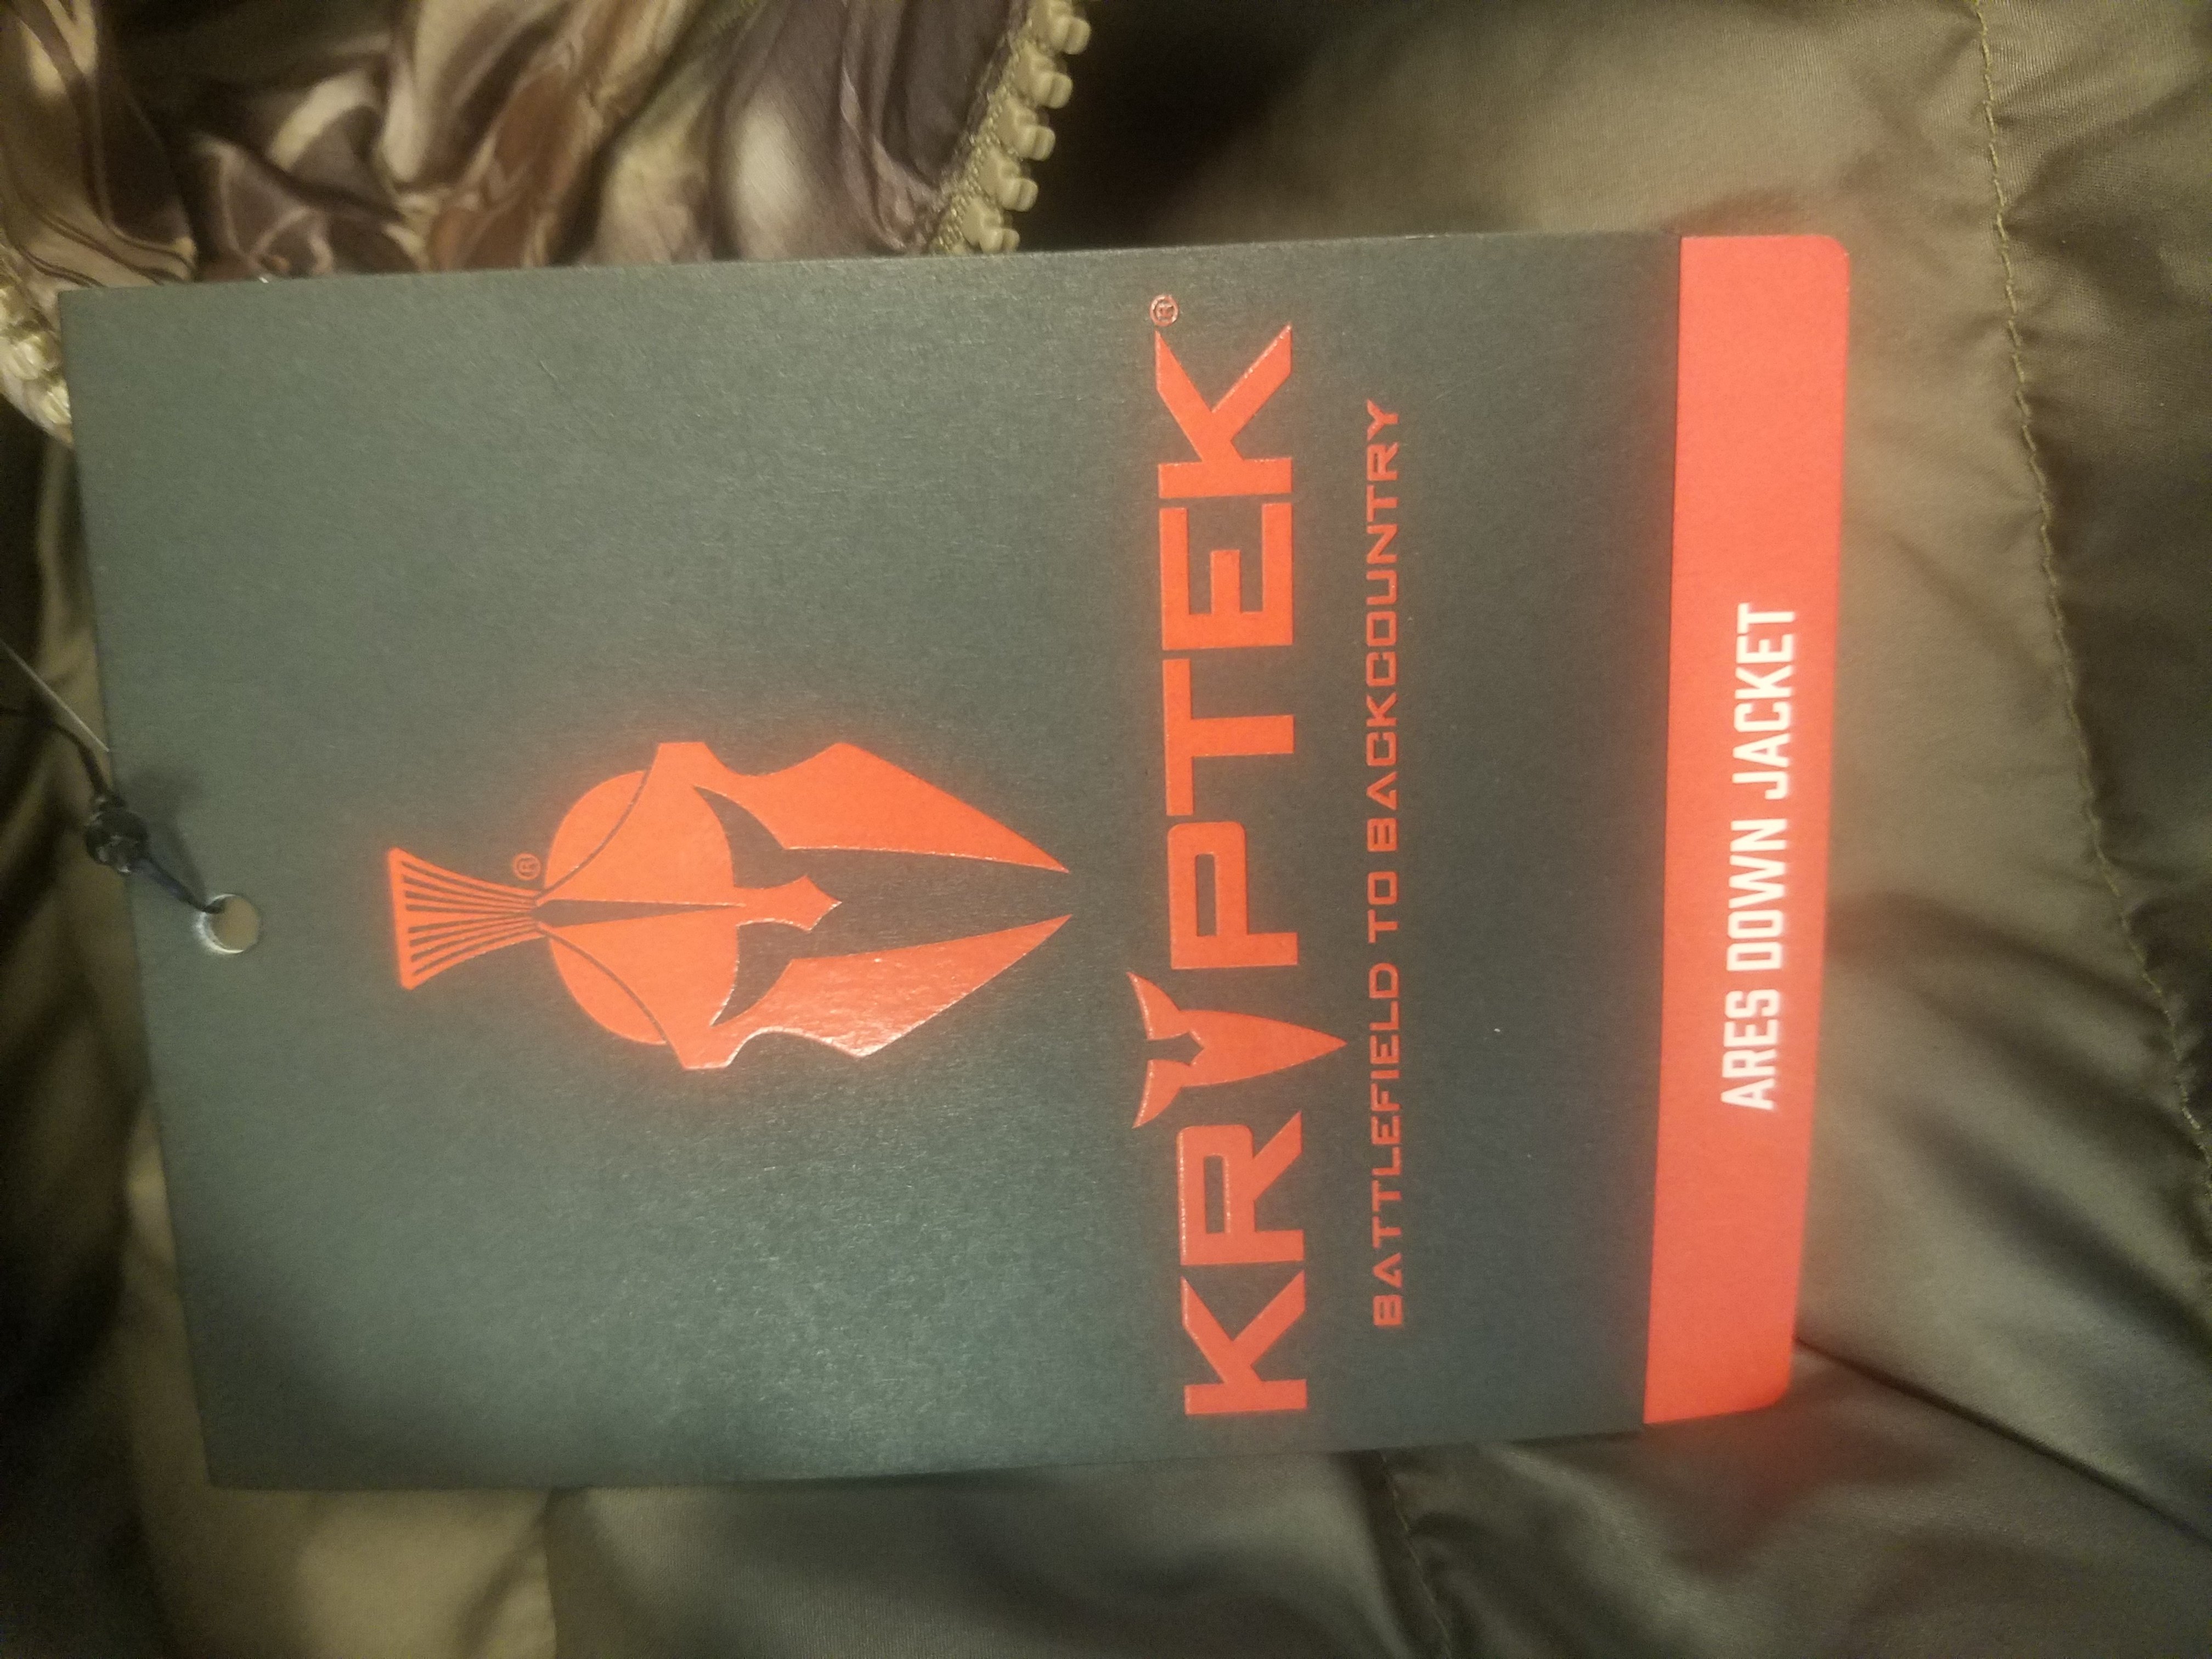 ®
KRYPTEK®
BATTLEFIELD TO BACKCOUNTRY
ARES DOWN JACKET